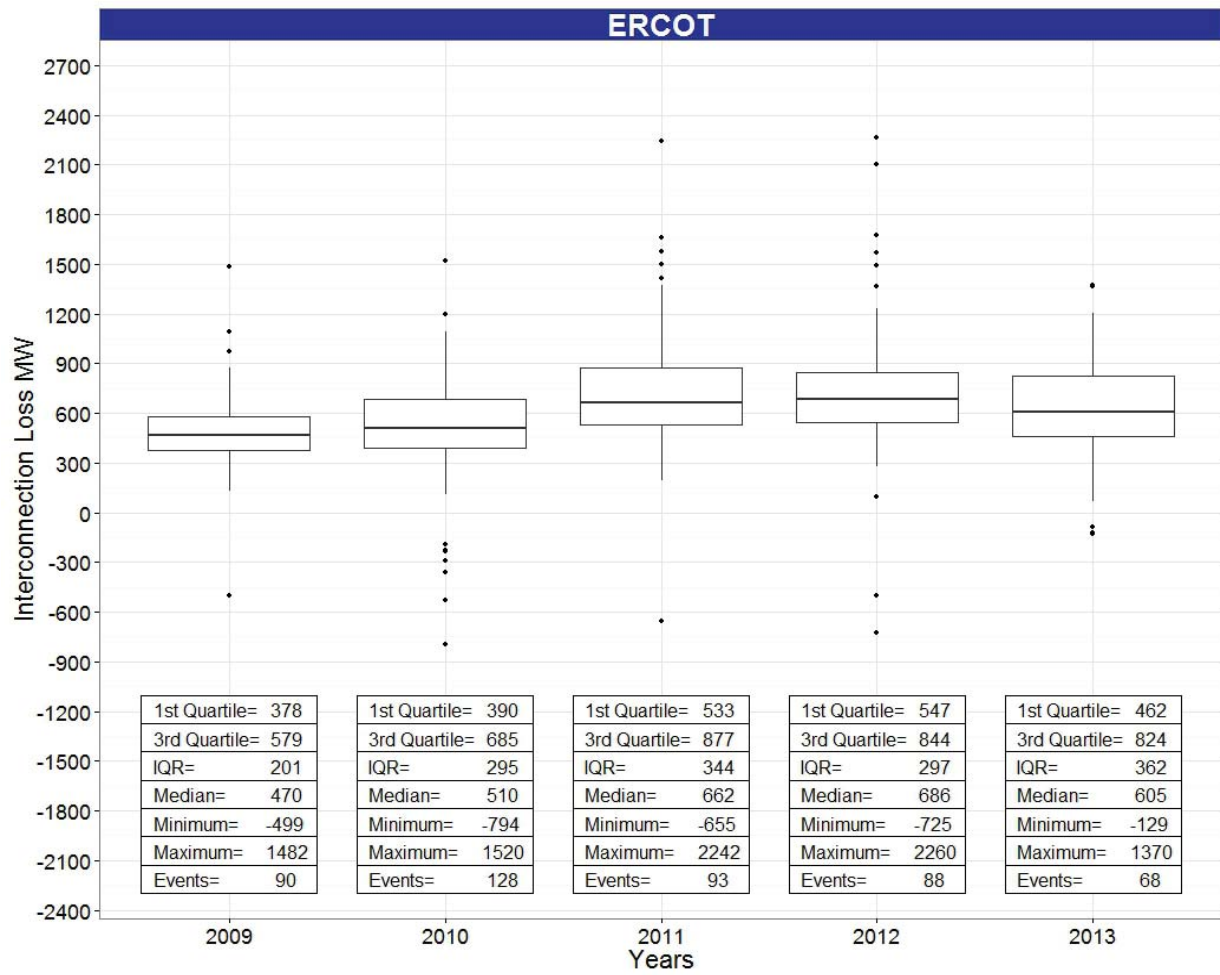 ERCOT
Interconnection Loss MW
2700
2400
2100
1800
1500
1200
900
600
300
0
-300
-600
-900
-1200
-1500
-1800
-2100
-2400
1st Quartile= 378
3rd Quartile= 579
IQR= 201
Median= 470
Minimum= -499
Maximum= 1482
Events= 90
1st Quartile= 390
3rd Quartile= 685
IQR= 295
Median= 510
Minimum= -794
Maximum= 1520
Events= 128
1st Quartile= 533
3rd Quartile= 877
IQR= 344
Median= 662
Minimum= -655
Maximum= 2242
Events= 93
1st Quartile= 547
3rd Quartile= 844
IQR= 297
Median= 686
Minimum= -725
Maximum= 2260
Events= 88
1st Quartile= 462
3rd Quartile= 824
IQR= 362
Median= 605
Minimum= -129
Maximum= 1370
Events= 68
2009 2010 2011 2012 2013
Years